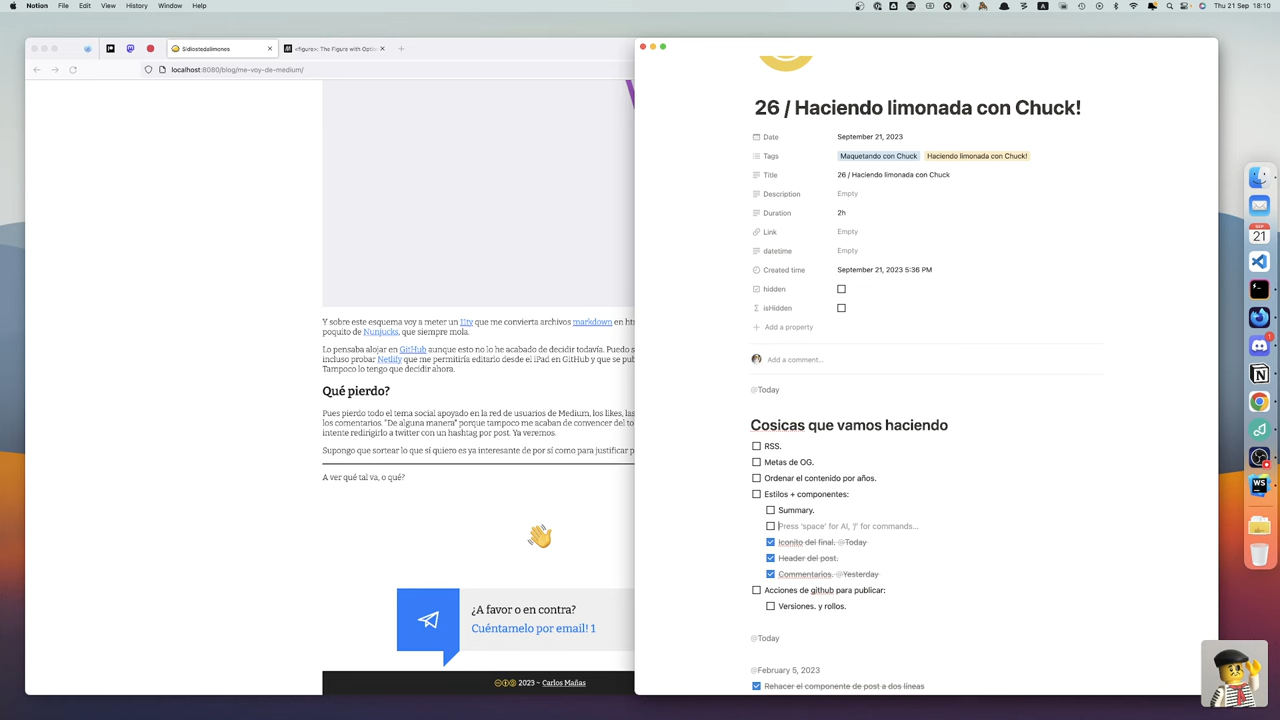 Notion File Edit View History Window Help
Thu 21 Sep 18:10
Sidiostedalimones
<figure>: The Figure with Optio
localhost:8080/blog/me-voy-de-medium/
Y sobre este esquema voy a meter un 11ty que me convierta archivos markdown en
poquito de Nunjucks, que siempre mola.
Lo pensaba alojar en GitHub aunque esto no lo he acabado de decidir todavía. Puedo
incluso probar Netlify que me permitiría editarlo desde el iPad en GitHub y que se
Tampoco lo tengo que decidir ahora.
Qué pierdo?
Pues pierdo todo el tema social apoyado en la red de usuarios de Medium, los likes, las
los comentarios. "De alguna manera" porque tampoco me acaban de convencer del
intente redirigirlo a twitter con un hashtag por post. Ya veremos.
Supongo que sortear lo que sí quiero es ya interesante de por sí como para justificar
A ver qué tal va, o qué?
¿A favor o en contra?
Cuéntamelo por email! 1
2023 – Carlos Mañas
26 / Haciendo limonada con Chuck!
Date September 21, 2023
Tags Maquetando con Chuck Haciendo limonada con Chuck!
Title 26 / Haciendo limonada con Chuck
Description Empty
Duration 2h
Link Empty
datetime Empty
Created time September 21, 2023 5:36 PM
hidden
isHidden
Add a property
Add a comment...
@Today
Cosicas que vamos haciendo
RSS.
Metas de OG.
Ordenar el contenido por años.
Estilos + componentes:
Summary.
Press 'space' for AI, '/' for commands...
Iconito del final. @Today
Header del post.
Commentarios. @Yesterday
Acciones de github para publicar:
Versiones. y rollos.
@Today
@February 5, 2023
Rehacer el componente de post a dos líneas
SEP
21
WS